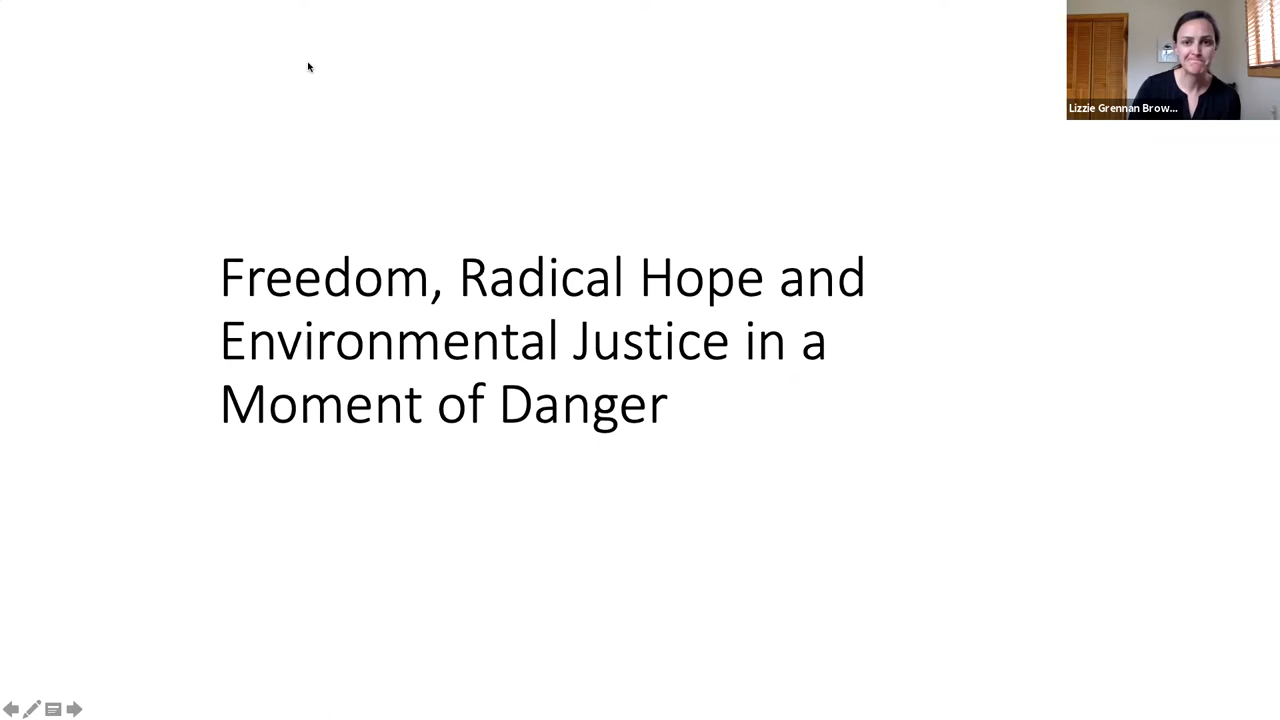 Lizzie Grennan Brow...
Freedom, Radical Hope and
Environmental Justice in a
Moment of Danger